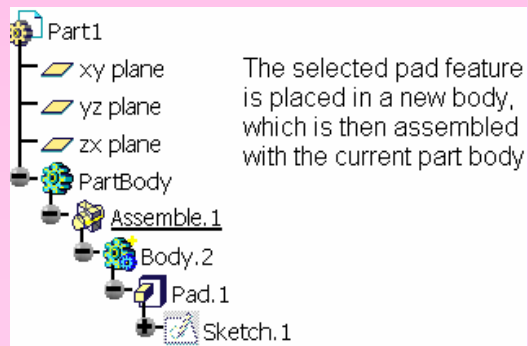 Part1
xy plane
yz plane
zx plane
PartBody
Assemble.1
Body.2
Pad.1
Sketch.1
The selected pad feature
is placed in a new body,
which is then assembled
with the current part body